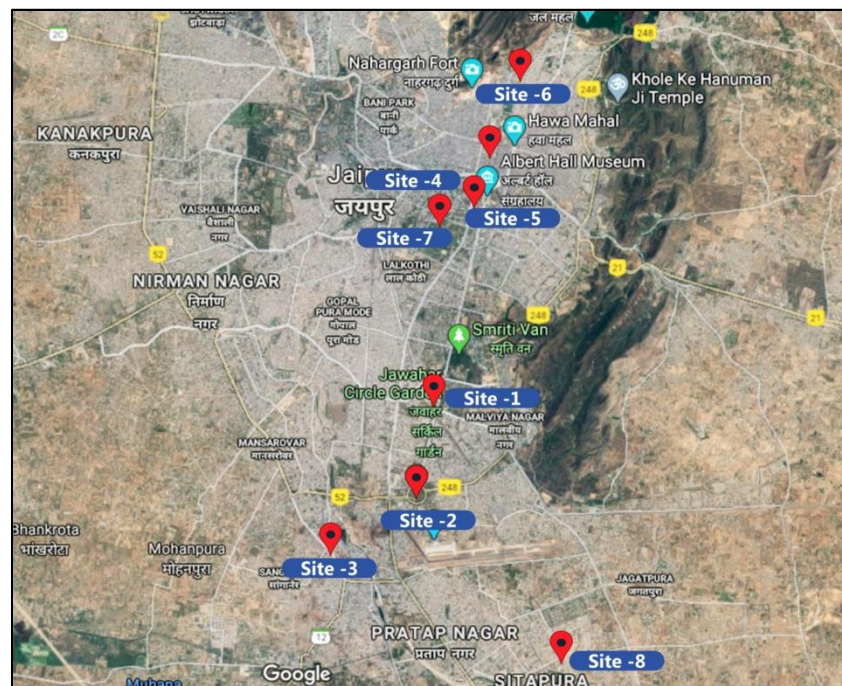 झोटवाड़ा
जल महल
2C
248
Nahargarh Fort
नाहरगढ़ दुर्ग
Site -6
248
Khole Ke Hanuman
Ji Temple
BANI PARK
बानी
पार्क
KANAKPURA
कनकपुरा
Hawa Mahal
हवा महल
Albert Hall Museum
अल्बर्ट हॉल
संग्रहालय
Site -4
जयपुर
Site -5
Site -7
VAISHALI NAGAR
वैशाली
नगर
52
LALKOTHI
लाल कोठी
21
NIRMAN NAGAR
निर्माण
नगर
GOPAL
PURA MODE
गोपाल
पुरा मोड
248
21
Smriti Van
स्मृति वन
Jawahar
Circle Garden
जवाहर
सर्किल
गार्डन
Site -1
MALVIYA NAGAR
मालवीय
नगर
MANSAROVAR
मानसरोवर
52
248
Site -2
Bhankrota
भांखरोटा
Mohanpura
मोहनपुरा
Site -3
सांगानेर
JAGATPURA
जगतपुरा
12
PRATAP NAGAR
प्रताप नगर
Site -8
Google
SITAPURA